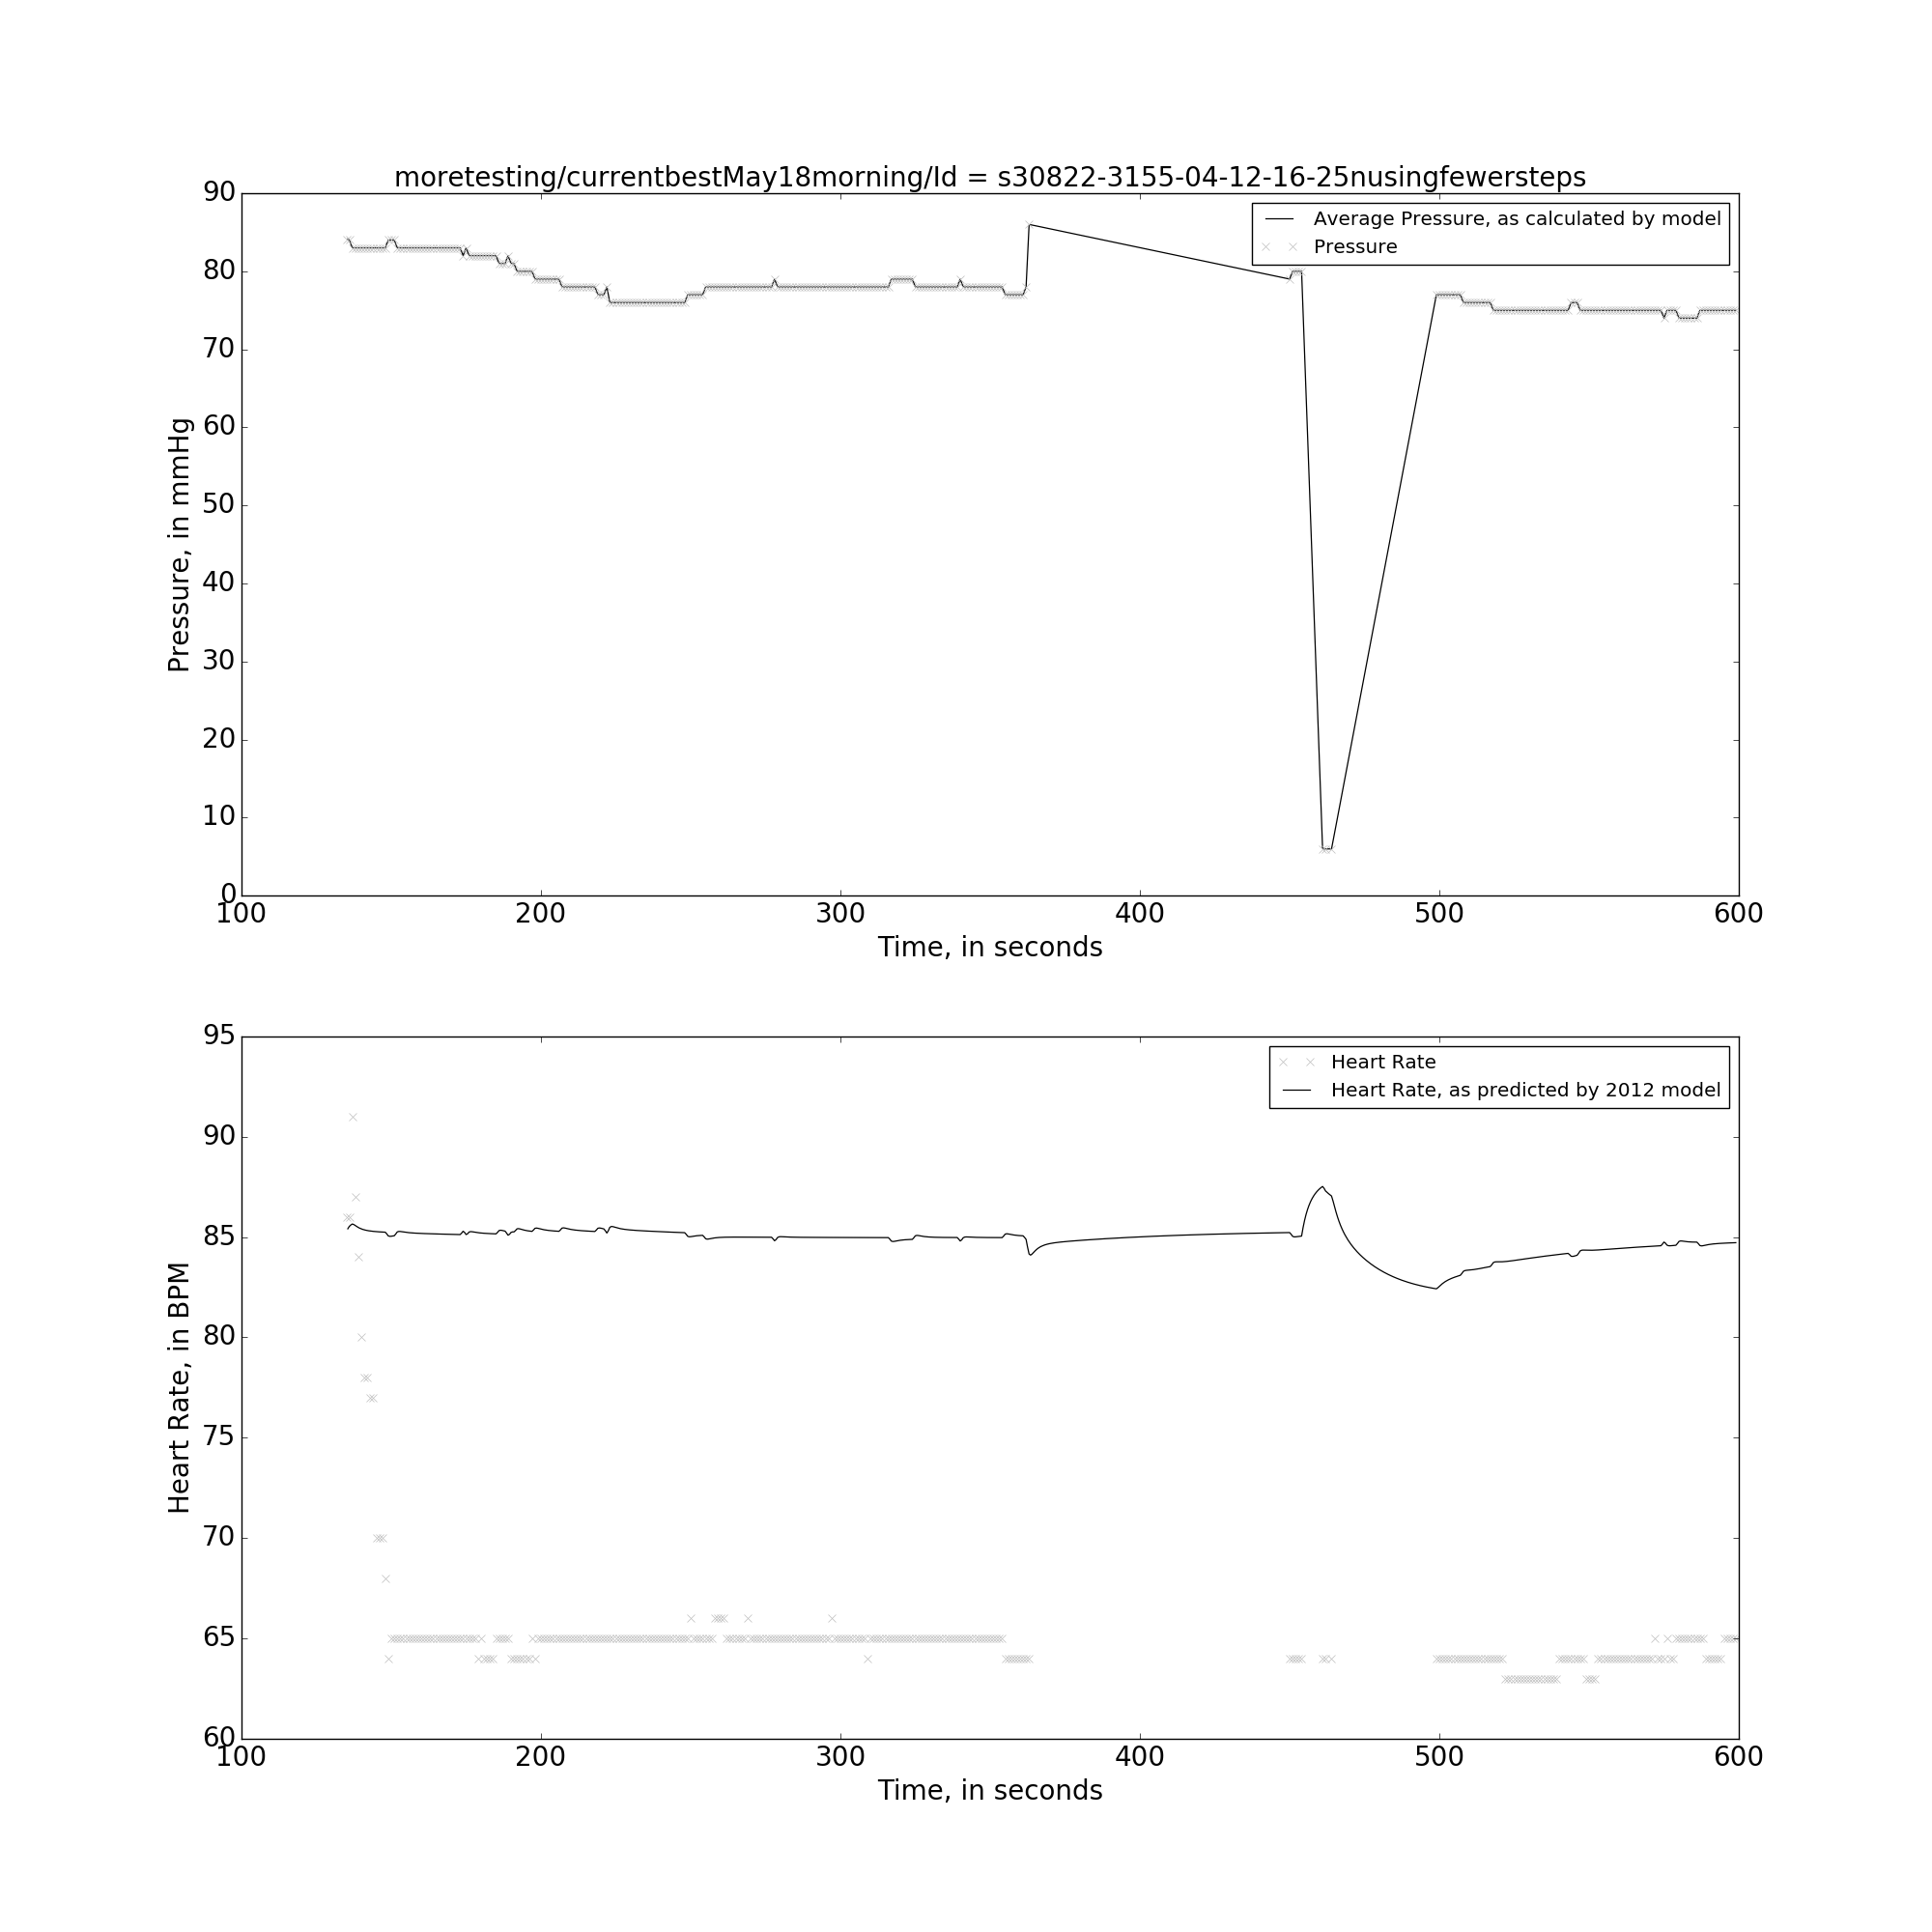 moretesting/currentbestMay18morning/Id = s30822-3155-04-12-16-25nusingfewersteps
90
80
70
60
50
40
30
20
10
0
Pressure, in mmHg
Average Pressure, as calculated by model
Pressure
100 200 300 400 500 600
Time, in seconds
95
90
85
80
75
70
65
60
Heart Rate, in BPM
Heart Rate
Heart Rate, as predicted by 2012 model
100 200 300 400 500 600
Time, in seconds